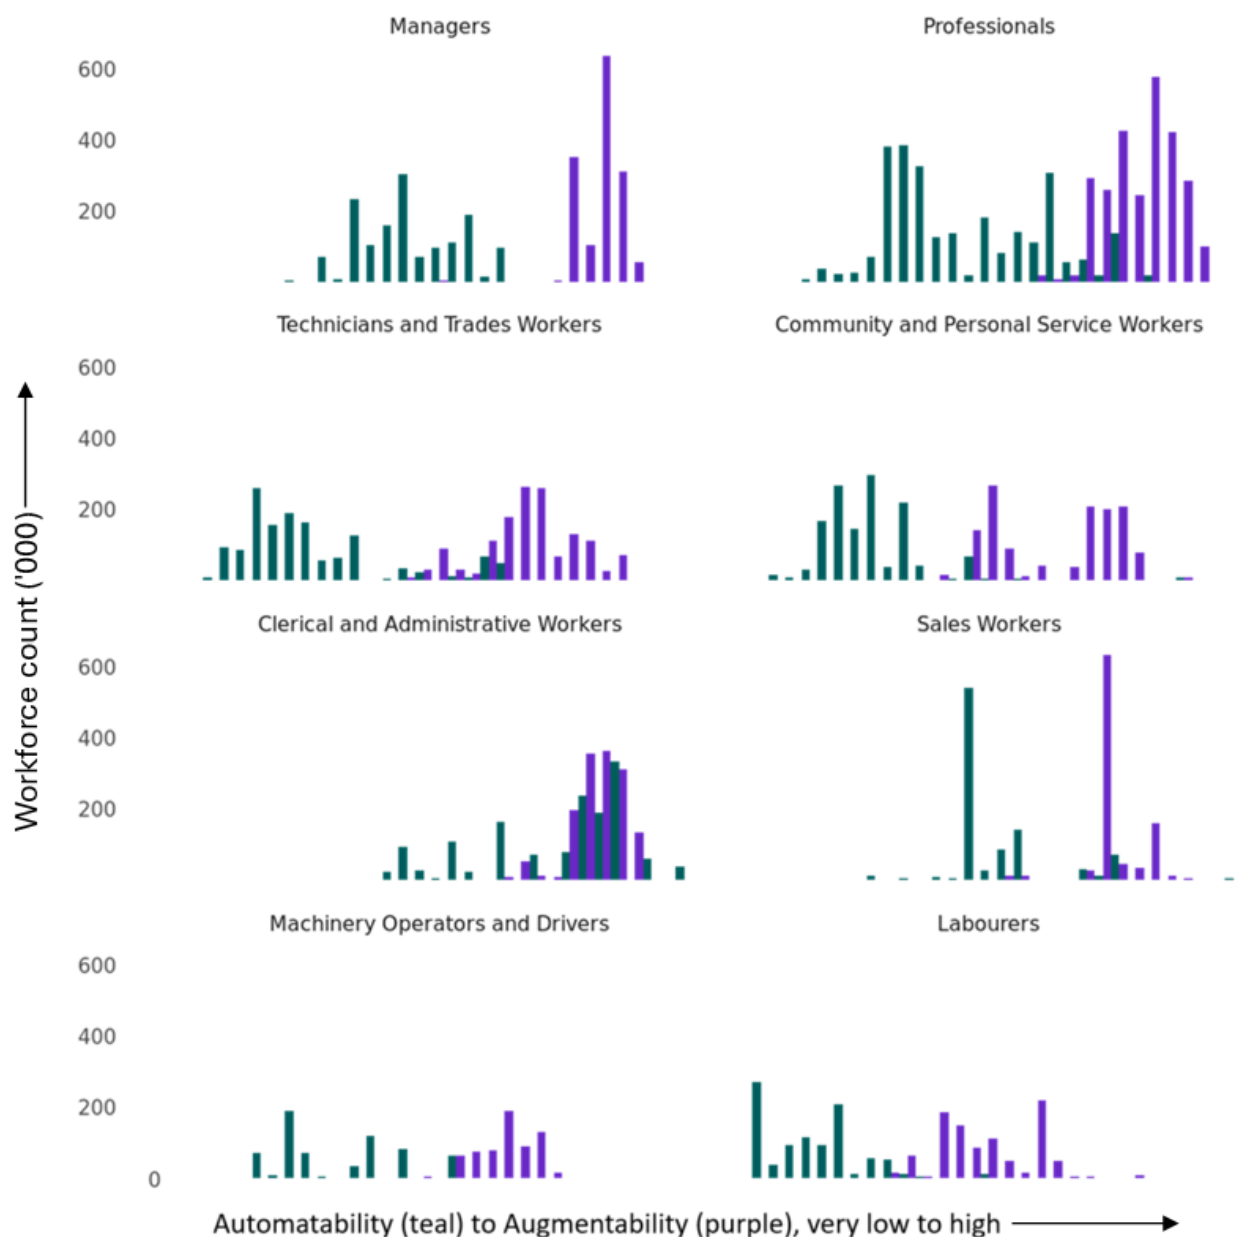 Managers
Professionals
600
400
200
Technicians and Trades Workers
Community and Personal Service Workers
600
400
200
Clerical and Administrative Workers
Sales Workers
600
400
200
Machinery Operators and Drivers
Labourers
600
400
200
0
Workforce count ('000)
Automatability (teal) to Augmentability (purple), very low to high